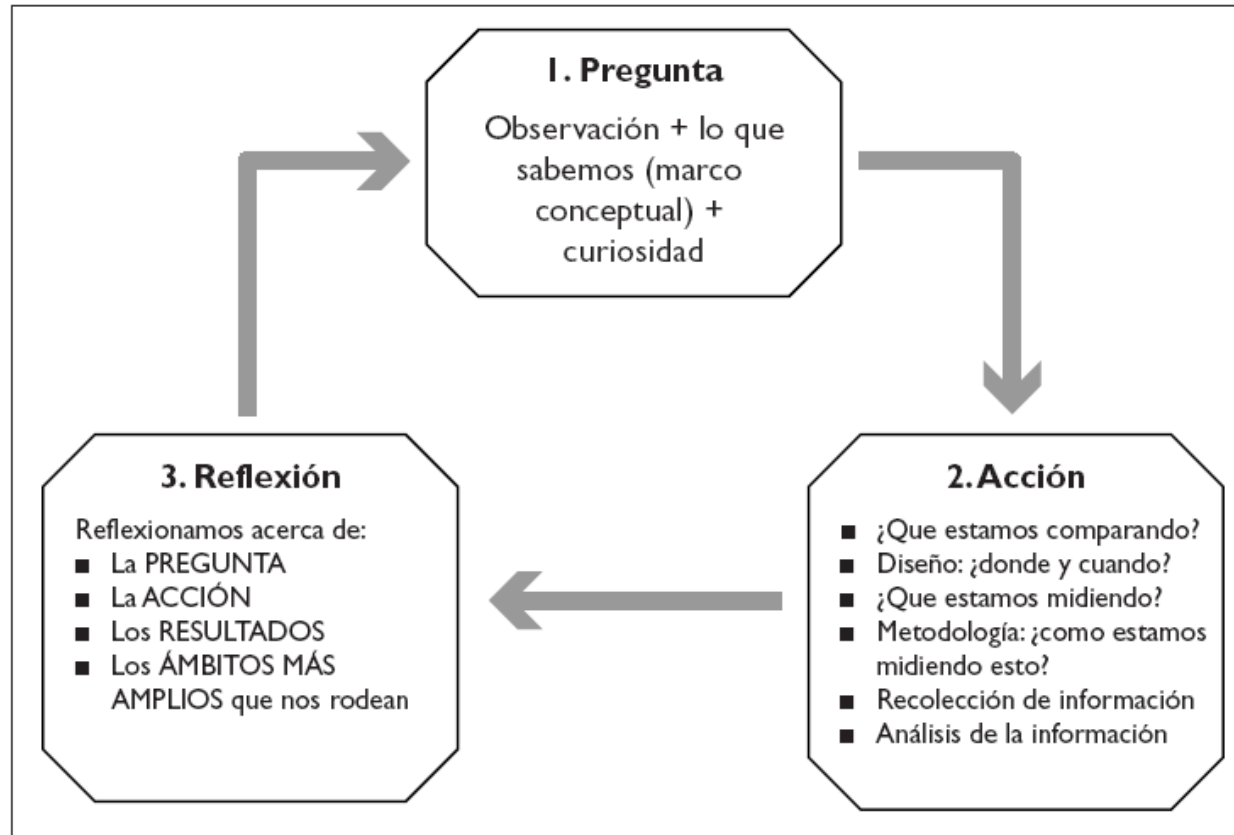 1. Pregunta
Observación + lo que
sabemos (marco
conceptual) +
curiosidad
3. Reflexión
Reflexionamos acerca de:
■ La PREGUNTA
■ La ACCIÓN
■ Los RESULTADOS
■ Los ÁMBITOS MÁS
AMPLIOS que nos rodean
2. Acción
■ ¿Que estamos comparando?
■ Diseño: ¿donde y cuando?
■ ¿Que estamos midiendo?
■ Metodología: ¿como estamos
midiendo esto?
■ Recolección de información
■ Análisis de la información